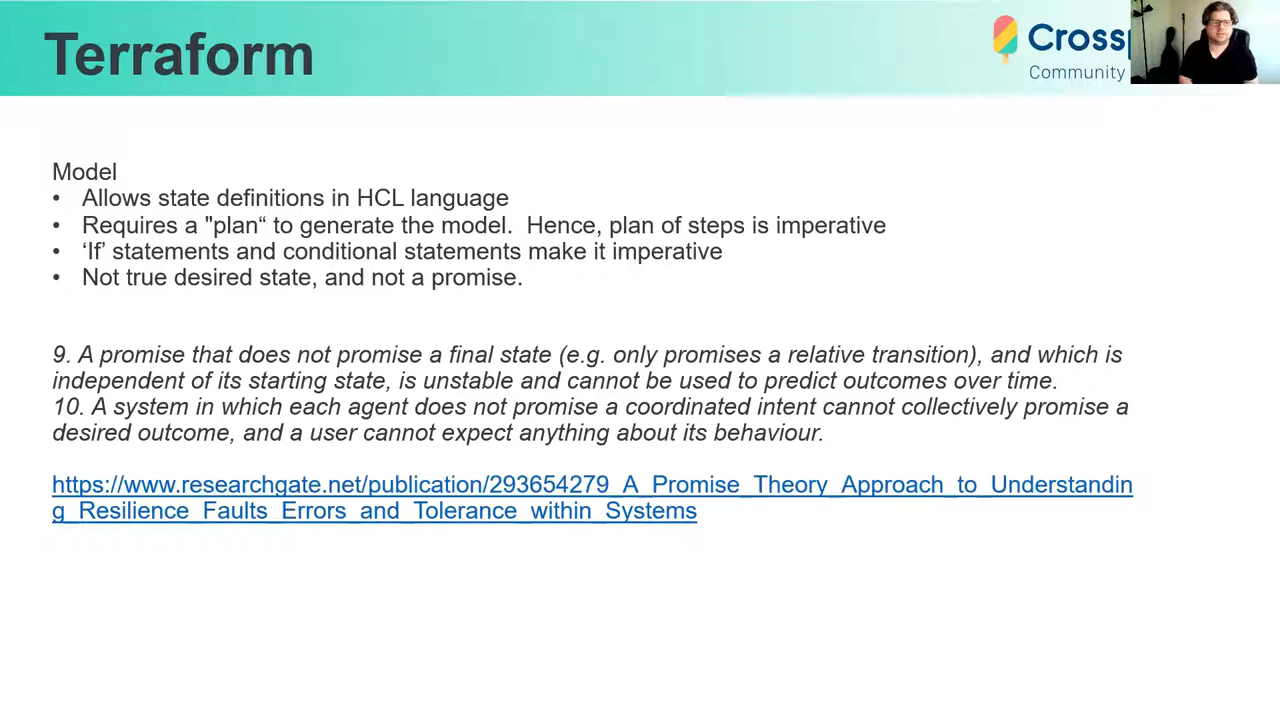 Terraform
Crossp
Community
Model
• Allows state definitions in HCL language
• Requires a "plan“ to generate the model.  Hence, plan of steps is imperative
• ‘If’ statements and conditional statements make it imperative
• Not true desired state, and not a promise.
9. A promise that does not promise a final state (e.g. only promises a relative transition), and which is
independent of its starting state, is unstable and cannot be used to predict outcomes over time.
10. A system in which each agent does not promise a coordinated intent cannot collectively promise a
desired outcome, and a user cannot expect anything about its behaviour.
https://www.researchgate.net/publication/293654279_A_Promise_Theory_Approach_to_Understandin
g_Resilience_Faults_Errors_and_Tolerance_within_Systems